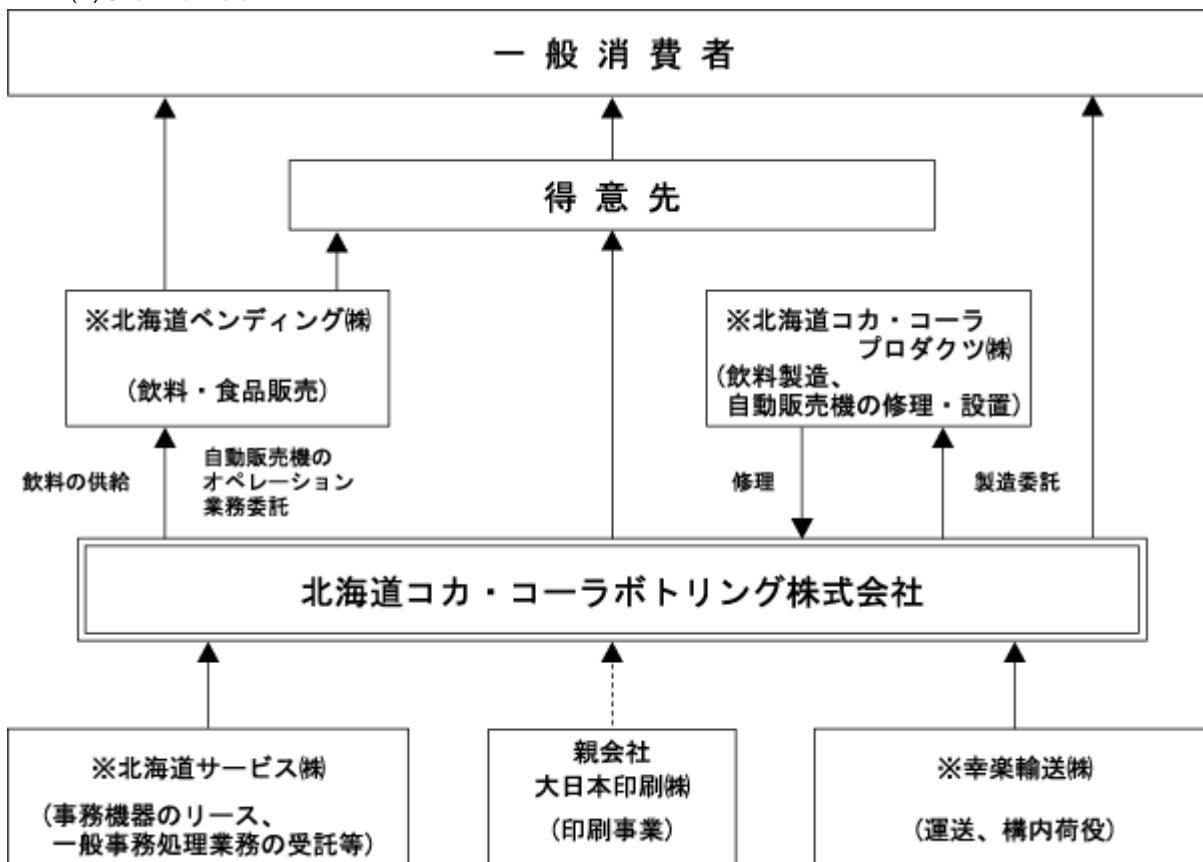 一般消費者
得意先
※北海道ベンディング㈱
(飲料・食品販売)
※北海道コカ・コーラ
プロダクツ㈱
(飲料製造、
自動販売機の修理・設置)
飲料の供給
自動販売機の
オペレーション
業務委託
修理
製造委託
北海道コカ・コーラボトリング株式会社
※北海道サービス㈱
(事務機器のリース、
一般事務処理業務の受託等)
親会社
大日本印刷㈱
(印刷事業)
※幸楽輸送㈱
(運送、構内荷役)